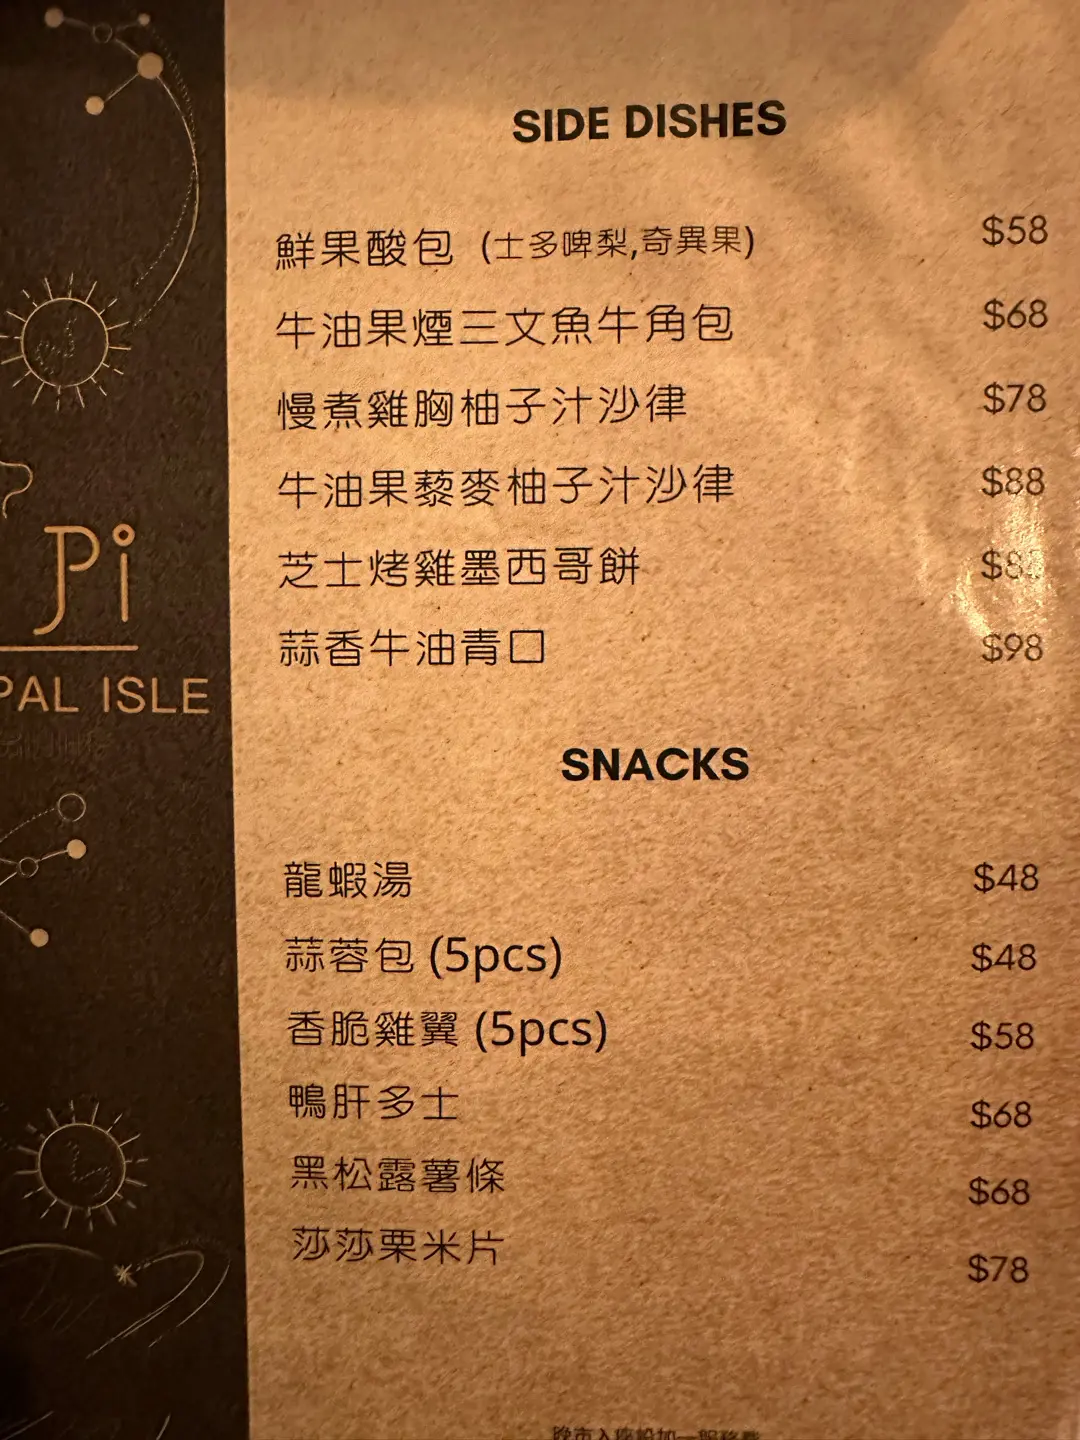 SIDE DISHES
鮮果酸包 (士多啤梨,奇異果) $58
牛油果煙三文魚牛角包 $68
慢煮雞胸柚子汁沙律 $78
牛油果藜麥柚子汁沙律 $88
芝士烤雞墨西哥餅
蒜香牛油青口 $98
Pi
PAL ISLE
SNACKS
龍蝦湯 $48
蒜蓉包 (5pcs) $48
香脆雞翼 (5pcs) $58
鴨肝多士 $68
黑松露薯條 $68
莎莎粟米片 $78